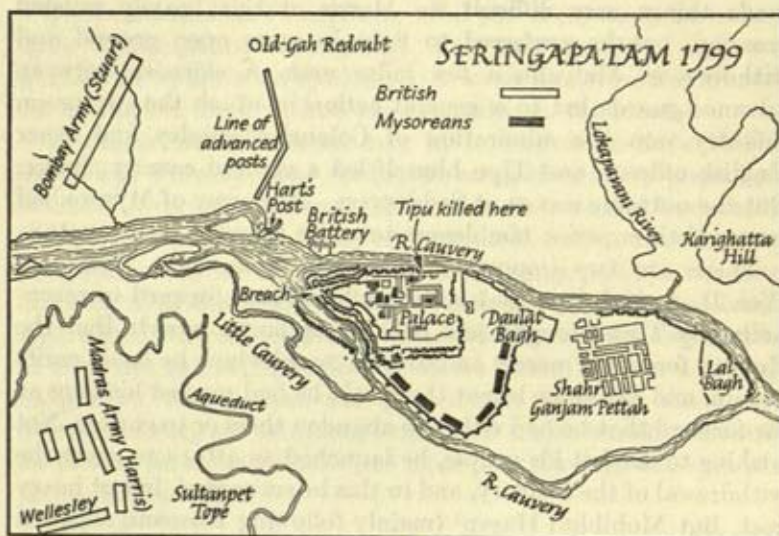 SERINGAPATAM 1799
British
Mysoreans
Old-Gah Redoubt
Bombay Army (Stuart)
Line of
advanced
posts
Hart's
Post
British
Battery
Tipu killed here
R. Cauvery
Lokapavani River
Karighatta
Hill
Breach
Palace
Daulat
Bagh
Little Cauvery
Aqueduct
Shahr
Ganjam Pettah
Lal
Bagh
Madras Army (Harris)
Sultanpet
Tope
R. Cauvery
Wellesley